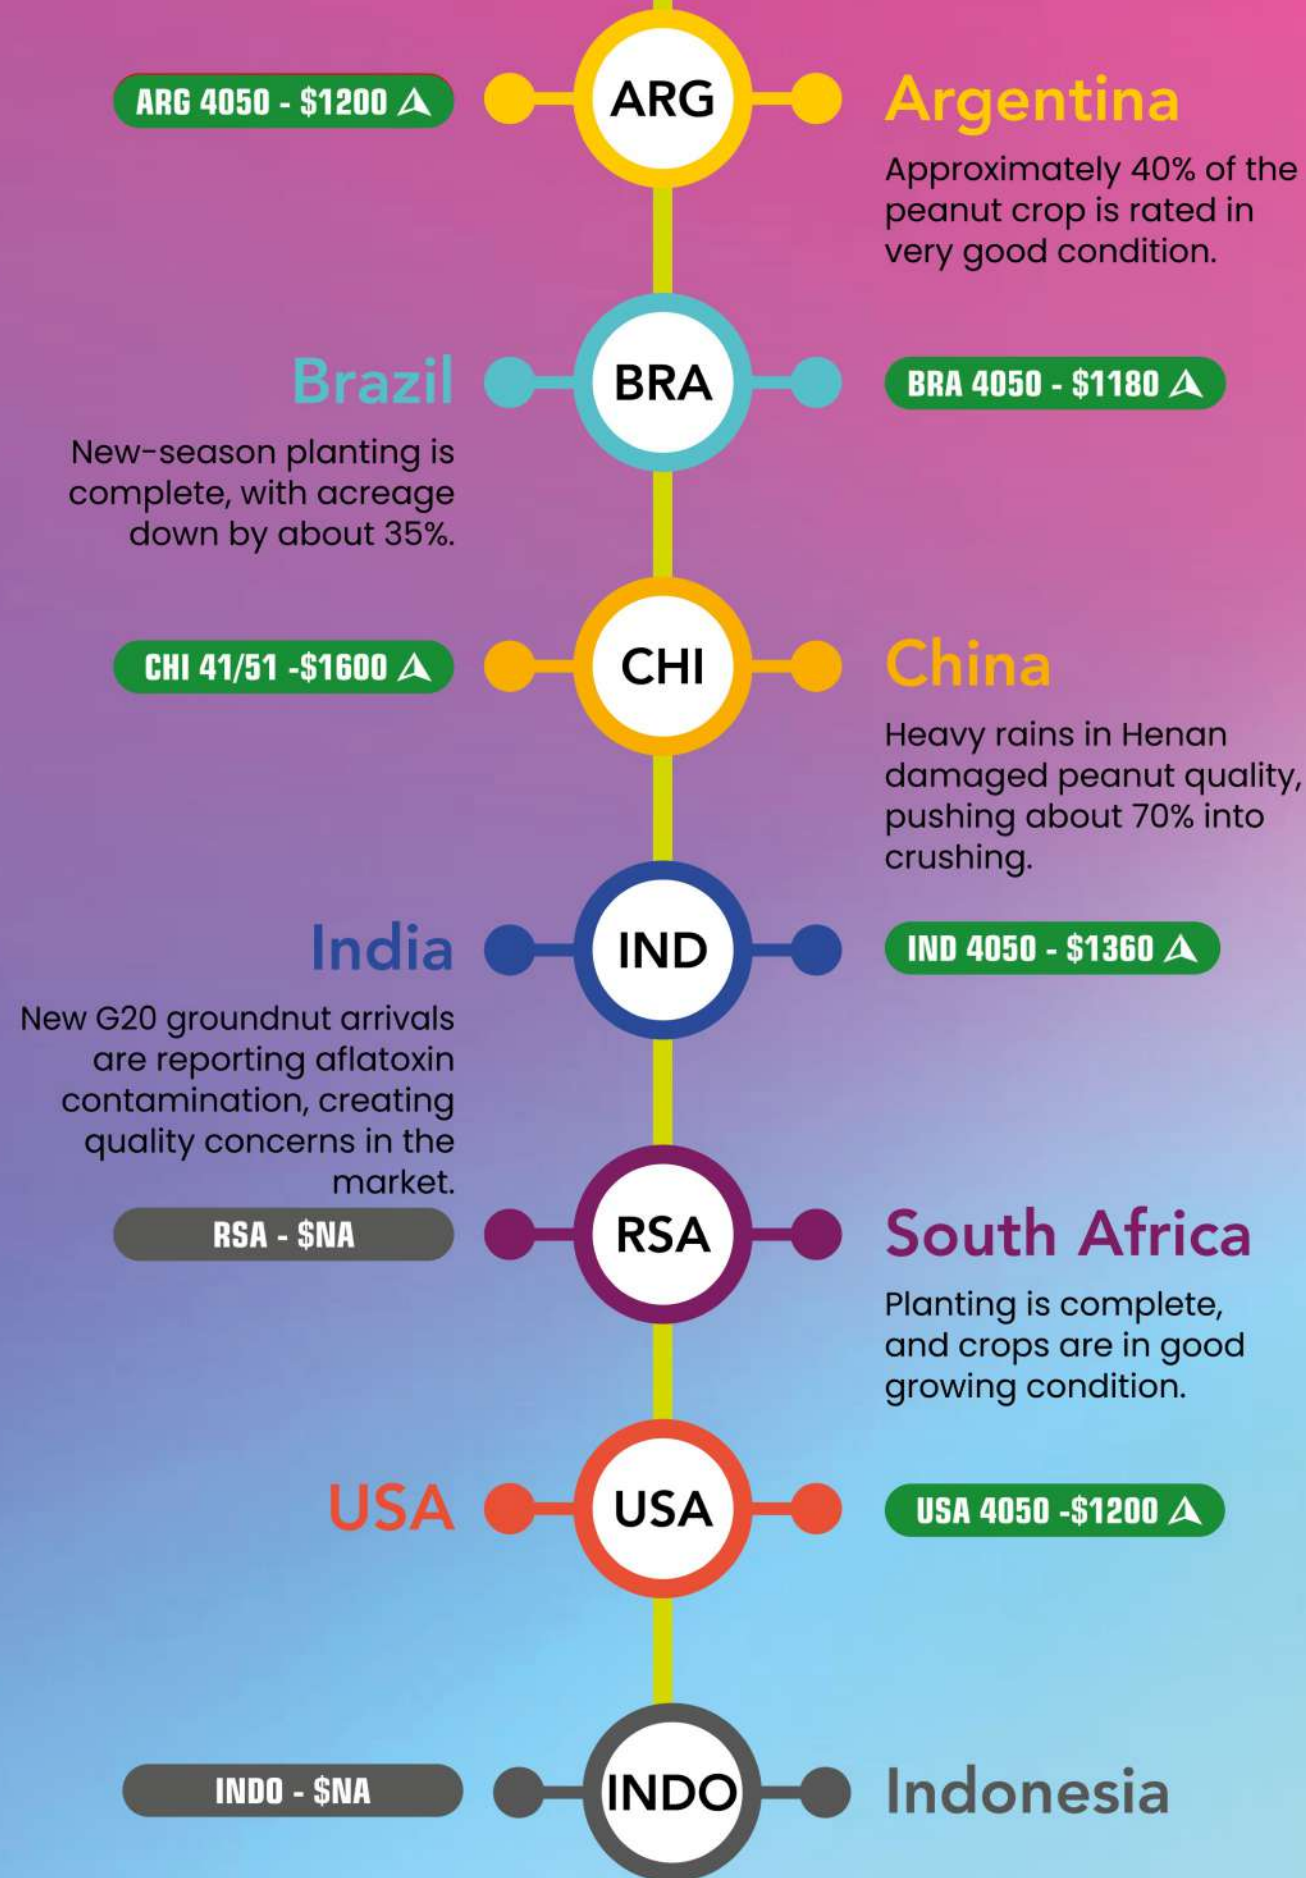 ARG 4050 - $1200
ARG
Argentina
Approximately 40% of the
peanut crop is rated in
very good condition.
Brazil
New-season planting is
complete, with acreage
down by about 35%.
BRA
BRA 4050 - $1180
CHI 41/51 -$1600
CHI
China
Heavy rains in Henan
damaged peanut quality,
pushing about 70% into
crushing.
India
New G20 groundnut arrivals
are reporting aflatoxin
contamination, creating
quality concerns in the
market.
IND
IND 4050 - $1360
RSA - $NA
RSA
South Africa
Planting is complete,
and crops are in good
growing condition.
USA
USA
USA 4050 -$1200
INDO - $NA
INDO
Indonesia